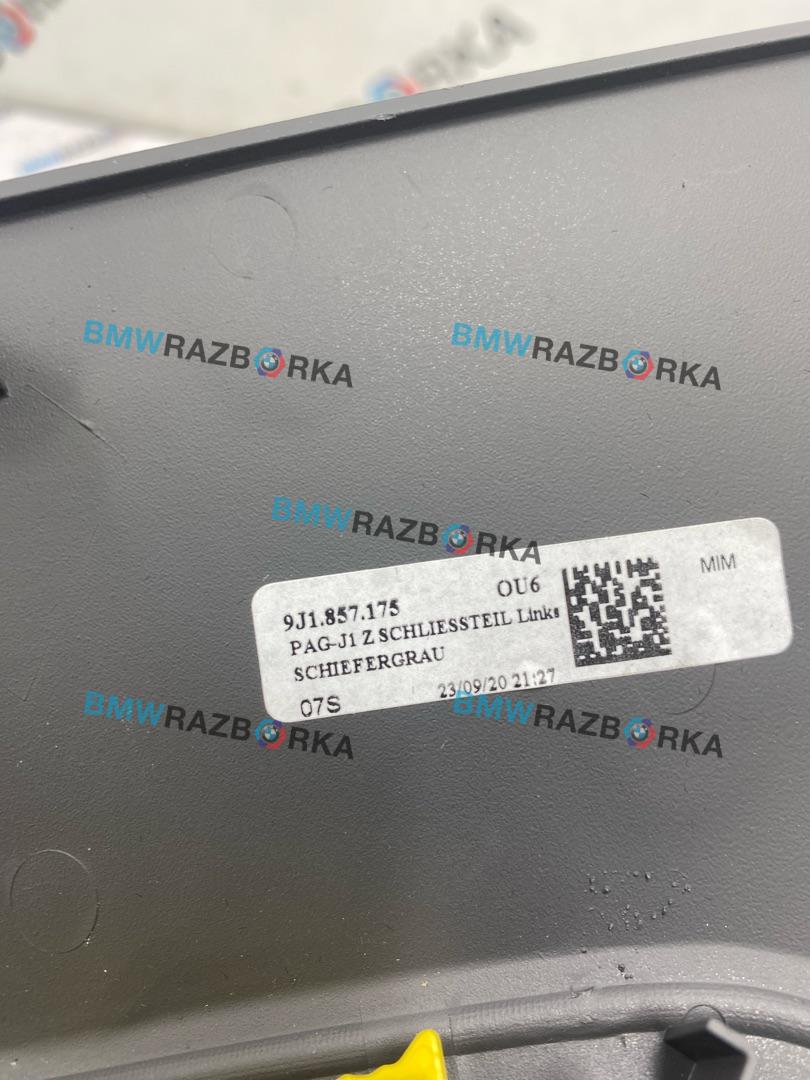 ORKA
BMWRAZBORKA
BMWRAZBORKA
BMWRAZBORKA
9J1.857.175
OU6
MIM
PAG-J1 Z SCHLIESSTEIL Links
SCHIEFERGRAU
07S
23/09/20 21:27
BMWRAZBORKA
BMWRAZBORKA